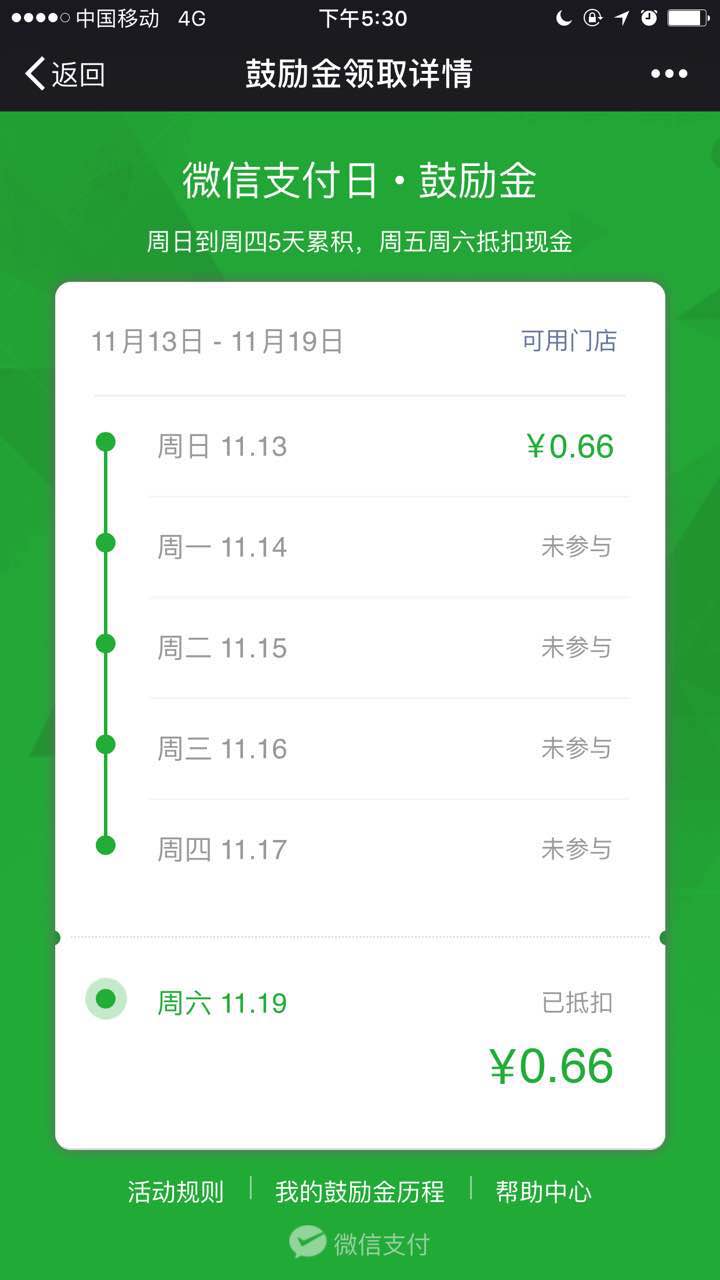 中国移动 4G 下午5:30
返回 鼓励金领取详情
微信支付日·鼓励金
周日到周四5天累积，周五周六抵扣现金
11月13日 - 11月19日 可用门店
周日 11.13 ¥0.66
周一 11.14 未参与
周二 11.15 未参与
周三 11.16 未参与
周四 11.17 未参与
周六 11.19 已抵扣
¥0.66
活动规则 | 我的鼓励金历程 | 帮助中心
微信支付